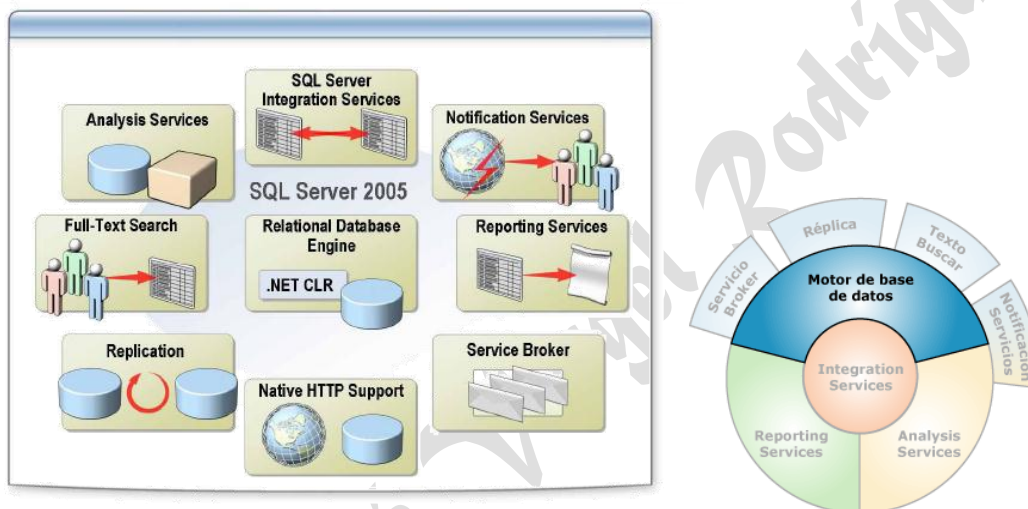 SQL Server
Integration Services
Analysis Services
Notification Services
SQL Server 2005
Full-Text Search
Relational Database
Engine
.NET CLR
Reporting Services
Replication
Native HTTP Support
Service Broker
Réplica
Texto
Buscar
Servicio
Broker
Motor de base
de datos
Notificación
Servicios
Integration
Services
Reporting
Services
Analysis
Services